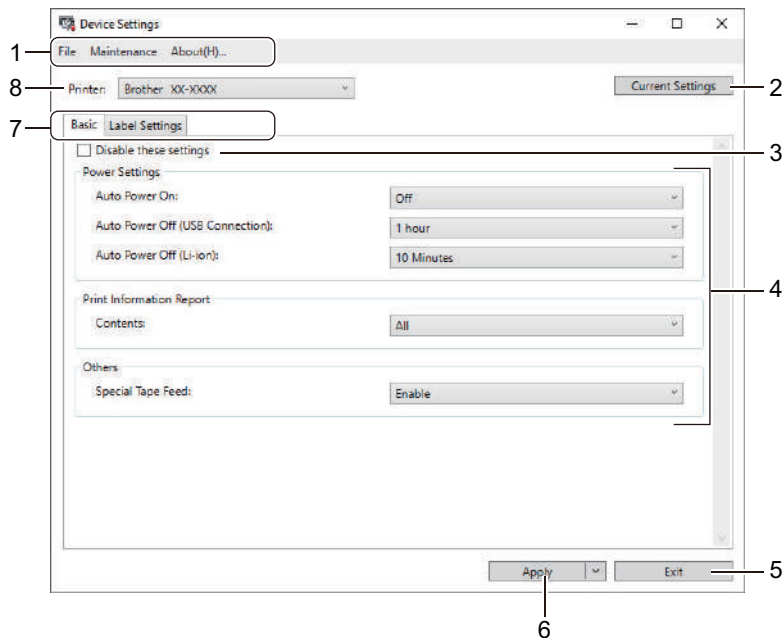 Device Settings
1 File Maintenance About(H)...
8 Printer: Brother XX-XXXX Current Settings 2
7 Basic Label Settings
Disable these settings 3
Power Settings
Auto Power On: Off
Auto Power Off (USB Connection): 1 hour
Auto Power Off (Li-ion): 10 Minutes
4
Print Information Report
Contents: All
Others
Special Tape Feed: Enable
Apply Exit 5
6